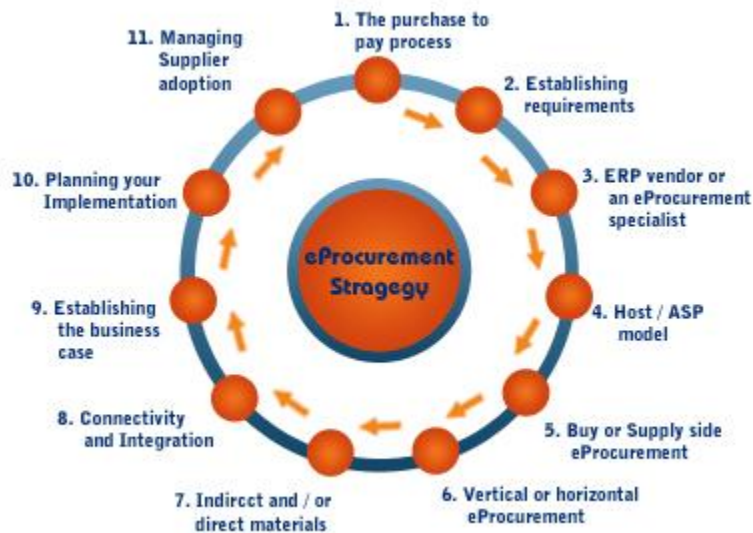 1. The purchase to
pay process
2. Establishing
requirements
3. ERP vendor or
an eProcurement
specialist
4. Host / ASP
model
5. Buy or Supply side
eProcurement
6. Vertical or horizontal
eProcurement
7. Indircct and / or
direct materials
8. Connectivity
and Integration
9. Establishing
the business
case
10. Planning your
Implementation
11. Managing
Supplier
adoption
eProcurement
Stragegy